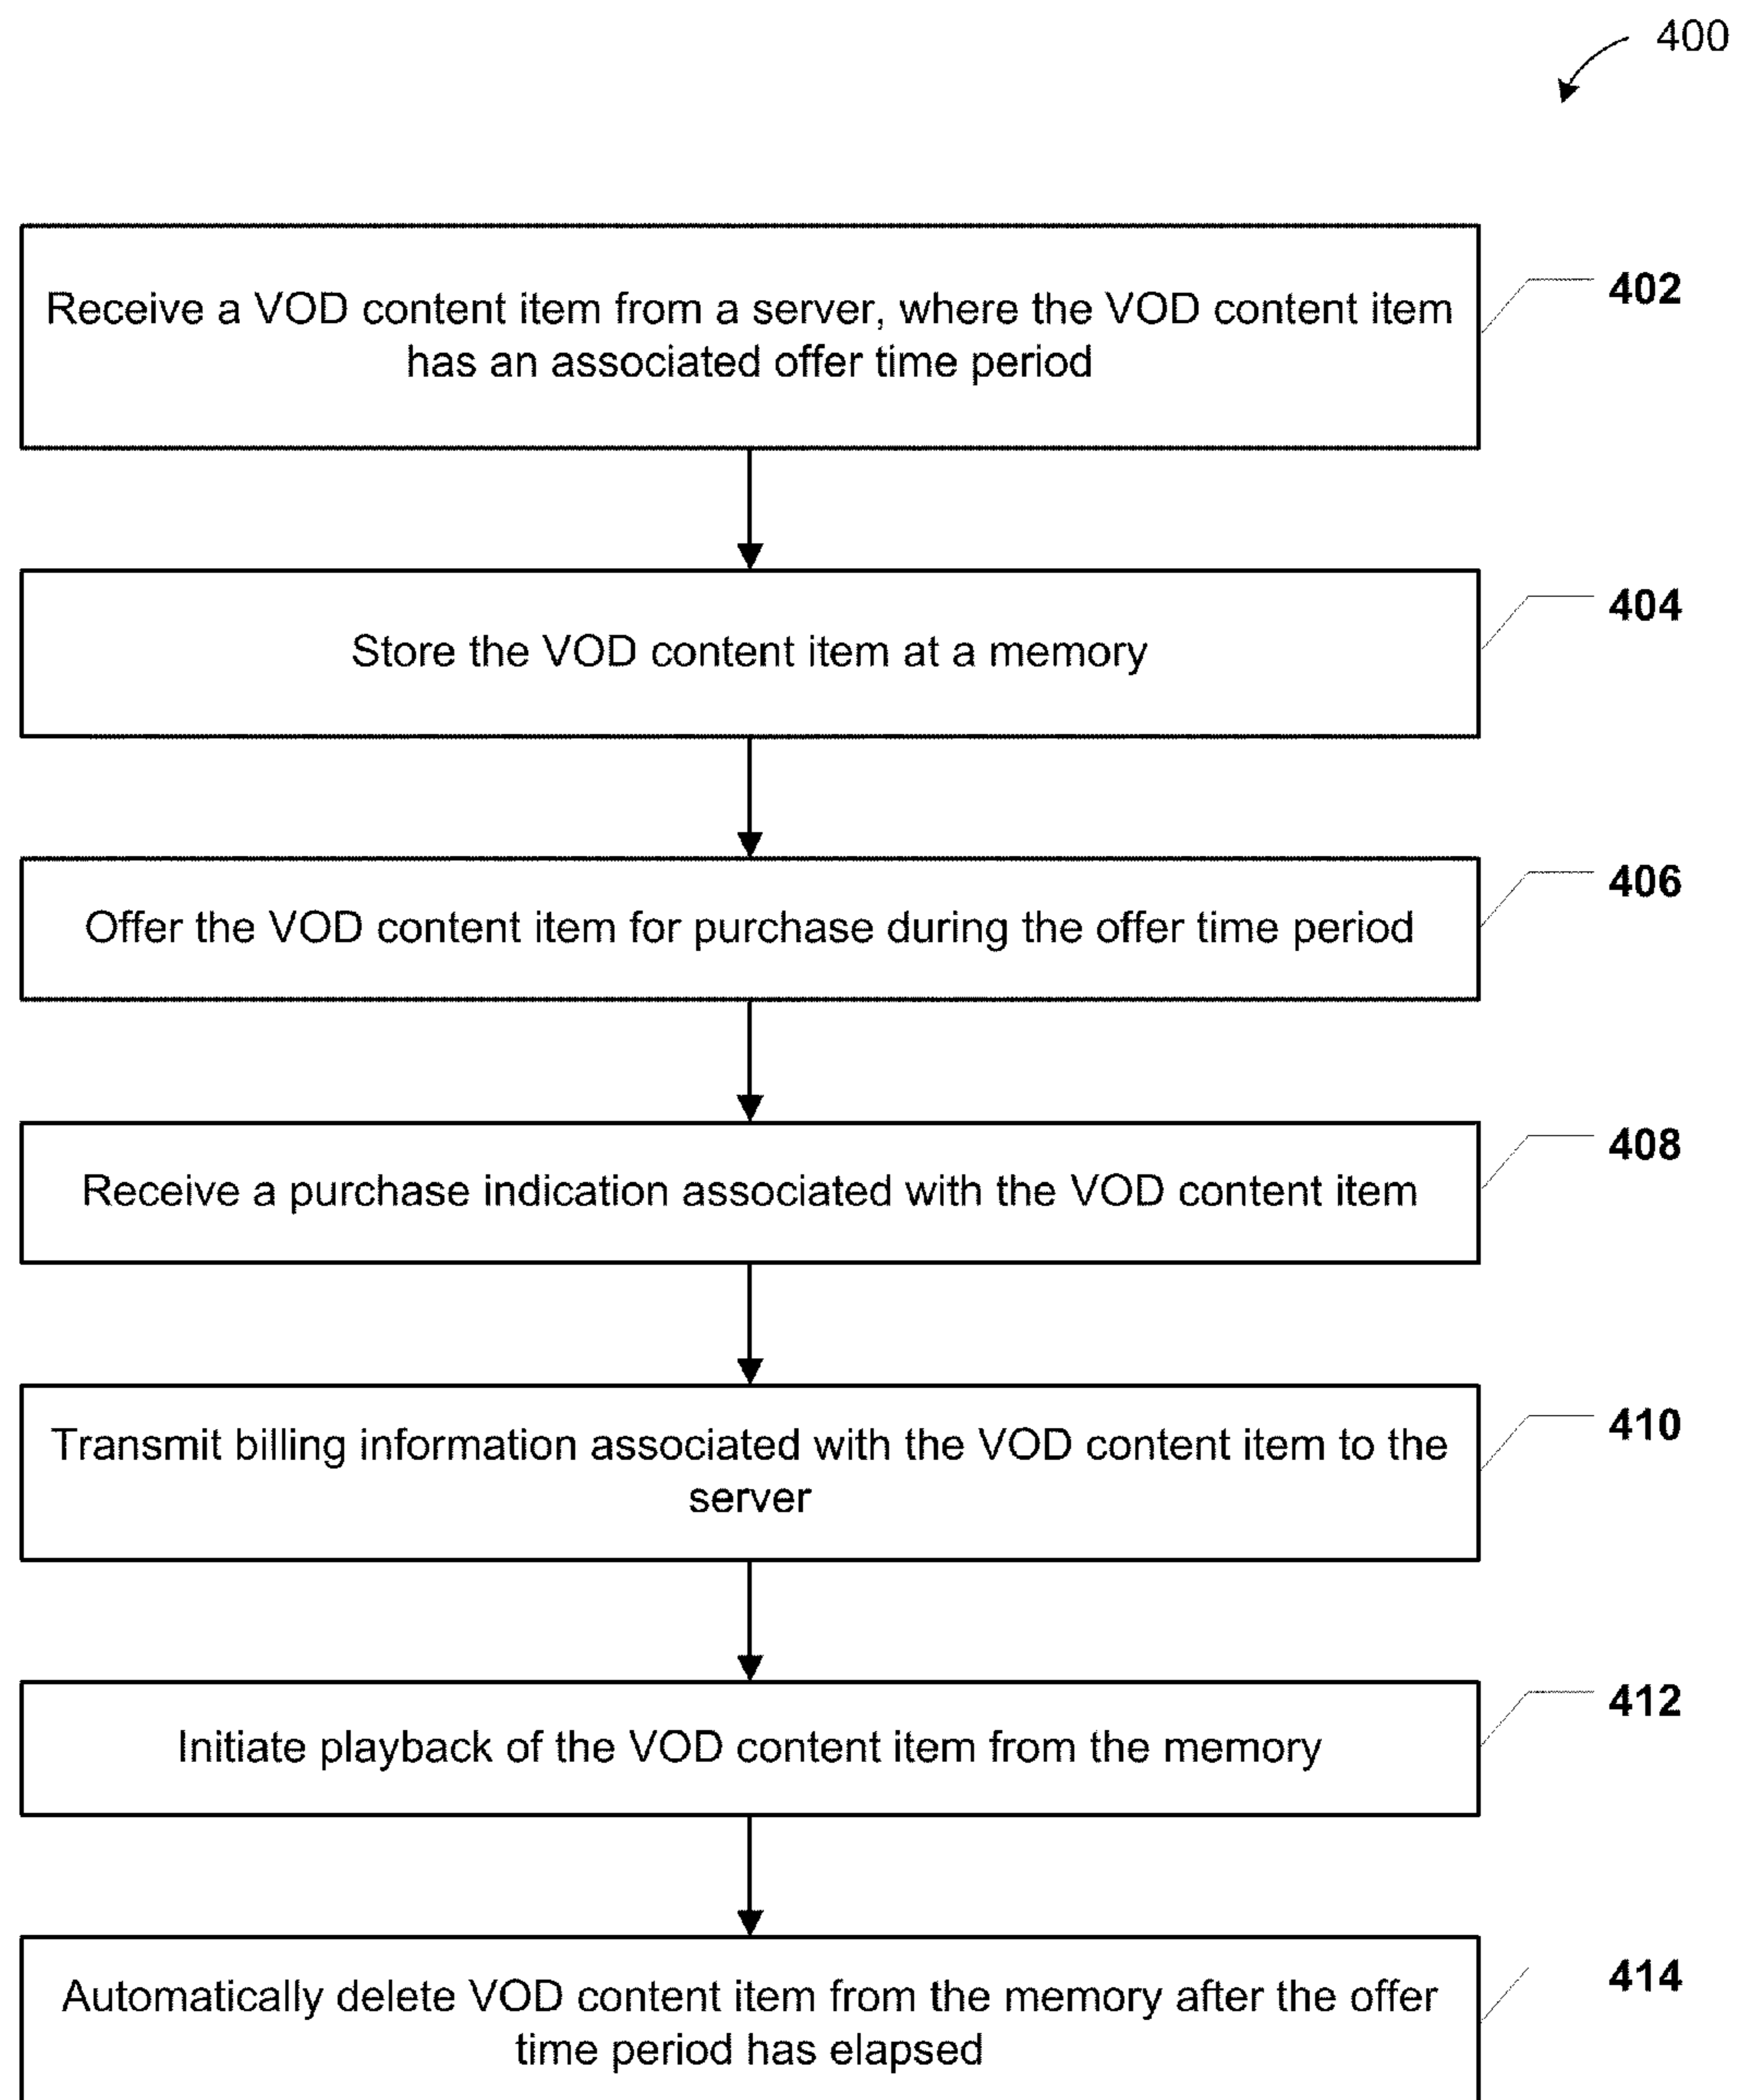 400
Receive a VOD content item from a server, where the VOD content item
has an associated offer time period
402
Store the VOD content item at a memory
404
Offer the VOD content item for purchase during the offer time period
406
Receive a purchase indication associated with the VOD content item
408
Transmit billing information associated with the VOD content item to the
server
410
Initiate playback of the VOD content item from the memory
412
Automatically delete VOD content item from the memory after the offer
time period has elapsed
414